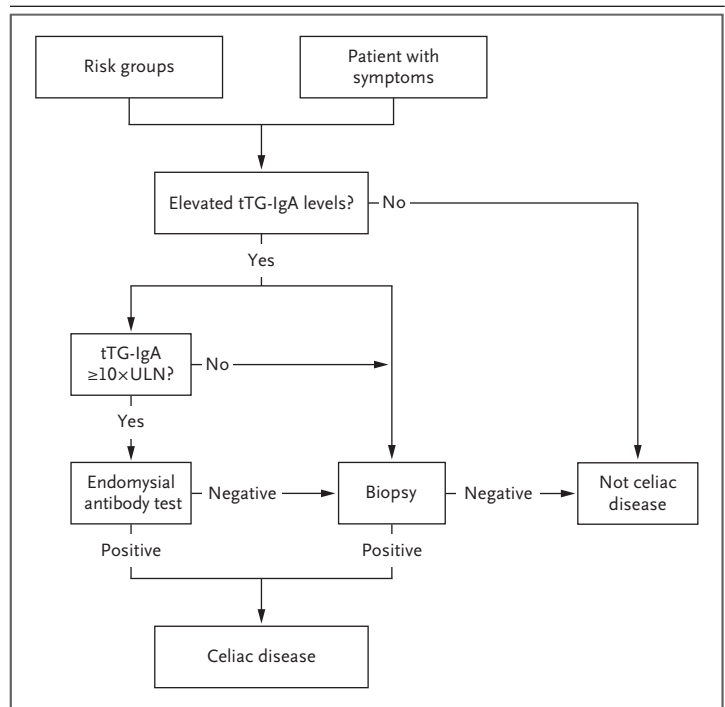 Risk groups
Patient with
symptoms
Elevated tTG-IgA levels?
No
Yes
tTG-IgA
≥10×ULN?
No
Yes
Endomysial
antibody test
Negative
Biopsy
Negative
Not celiac
disease
Positive
Positive
Celiac disease